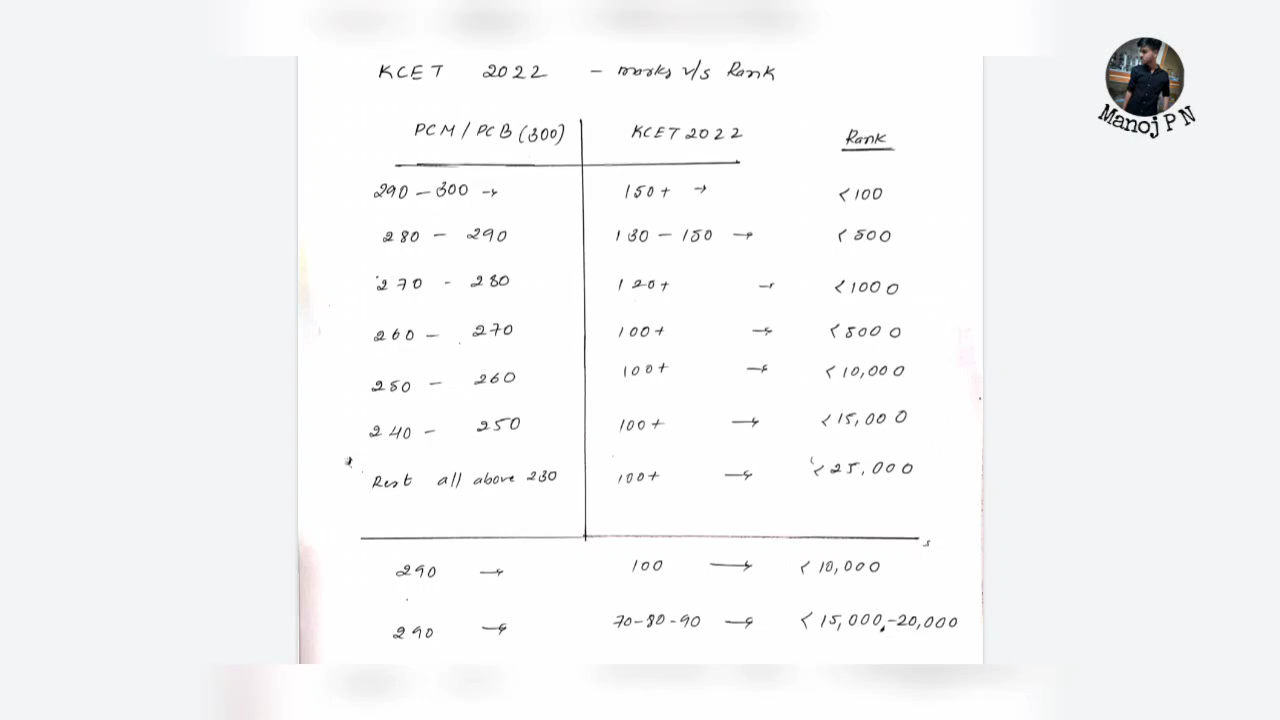 KCET 2022 - marks v/s Rank
Manoj P N
PCM / PCB (300) KCET 2022 Rank
290 - 300 → 150+ → < 100
280 - 290 130 - 150 → < 500
270 - 280 120+ → < 1000
260 - 270 100+ → < 5000
250 - 260 100+ → < 10,000
240 - 250 100+ → < 15,000
Rest all above 230 100+ → < 25,000
290 → 100 → < 10,000
290 → 70-80-90 → < 15,000,-20,000